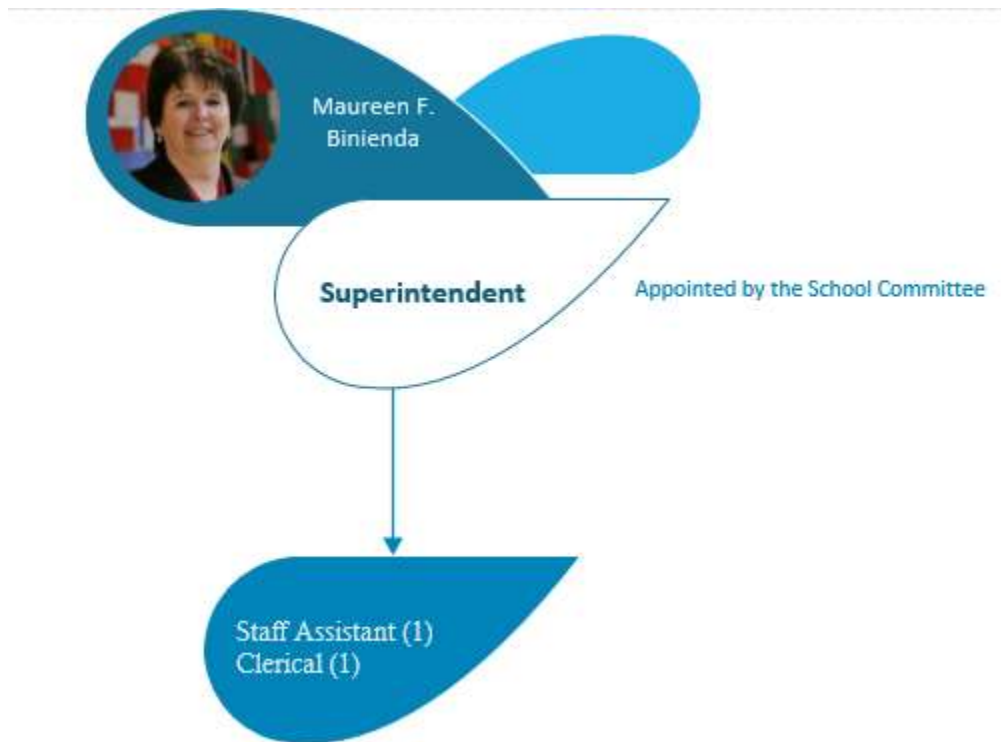 Maureen F.
Binienda
Superintendent
Appointed by the School Committee
Staff Assistant (1)
Clerical (1)